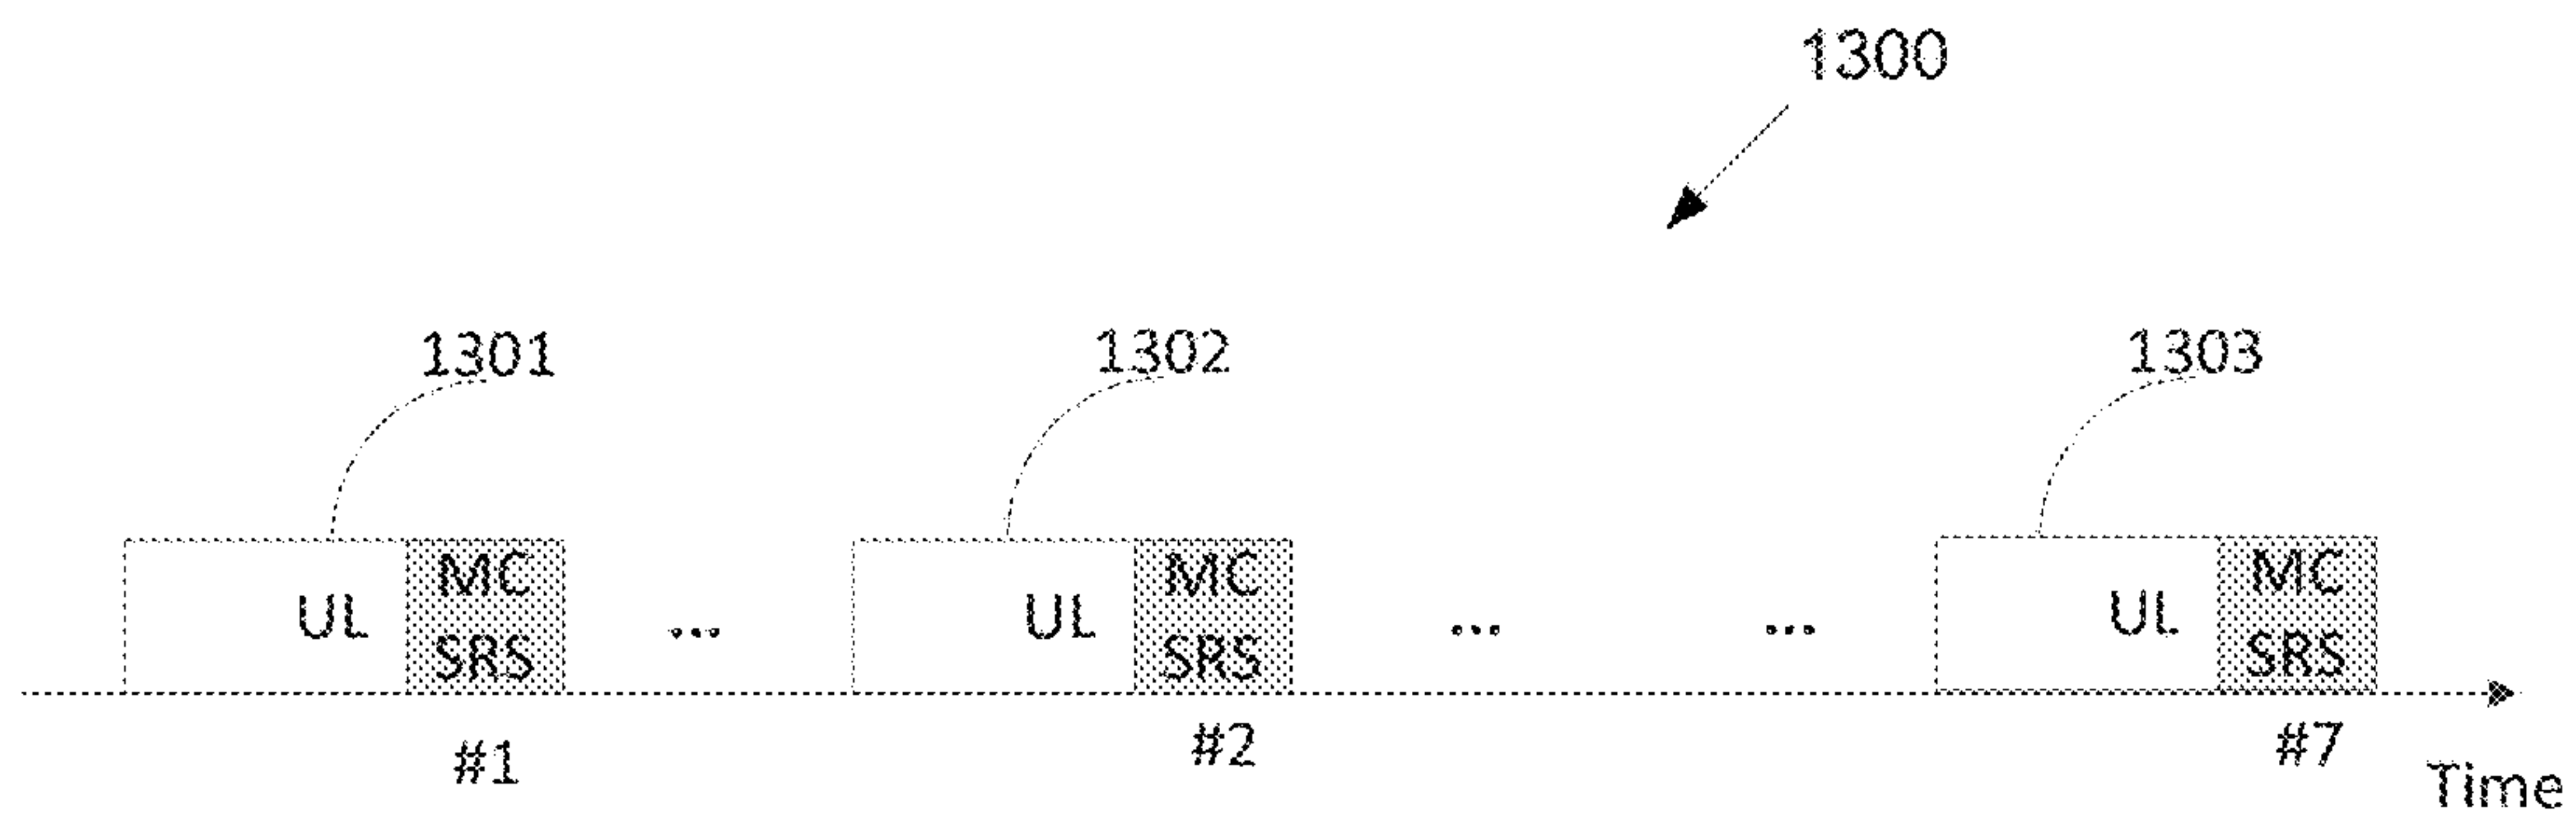 1300
1301 1302 1303
UL MC SRS ... UL MC SRS ... ... UL MC SRS
#1 #2 #7
Time